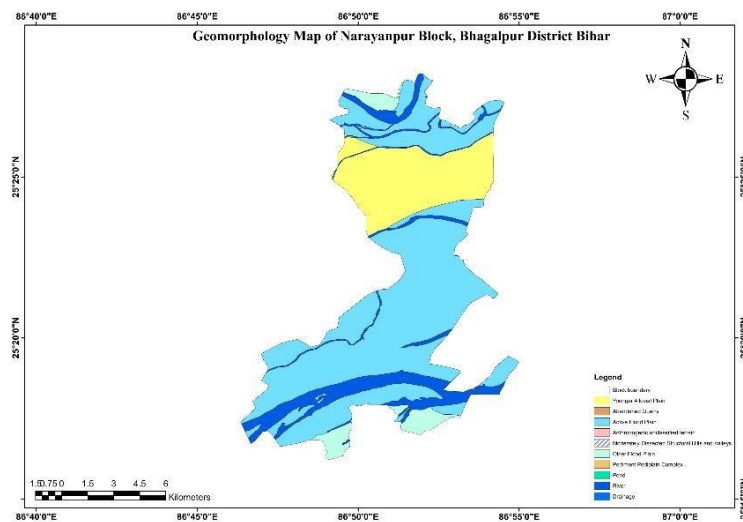 86°40'0"E 86°45'0"E 86°50'0"E 86°55'0"E 87°0'0"E
Geomorphology Map of Narayanpur Block, Bhagalpur District Bihar
N
W E
S
25°25'0"N
25°20'0"N
Legend
Block boundary
Younger Alluvial Plain
Abandoned Quarry
Active Flood Plain
Anthropogenic unclassified terrain
Moderately Dissected Structural Hills and Valleys
Older Flood Plain
Pediment Pediplain Complex
Pond
River
Drainage
1.5 0.75 0 1.5 3 4.5 6
Kilometers
86°40'0"E 86°45'0"E 86°50'0"E 86°55'0"E 87°0'0"E